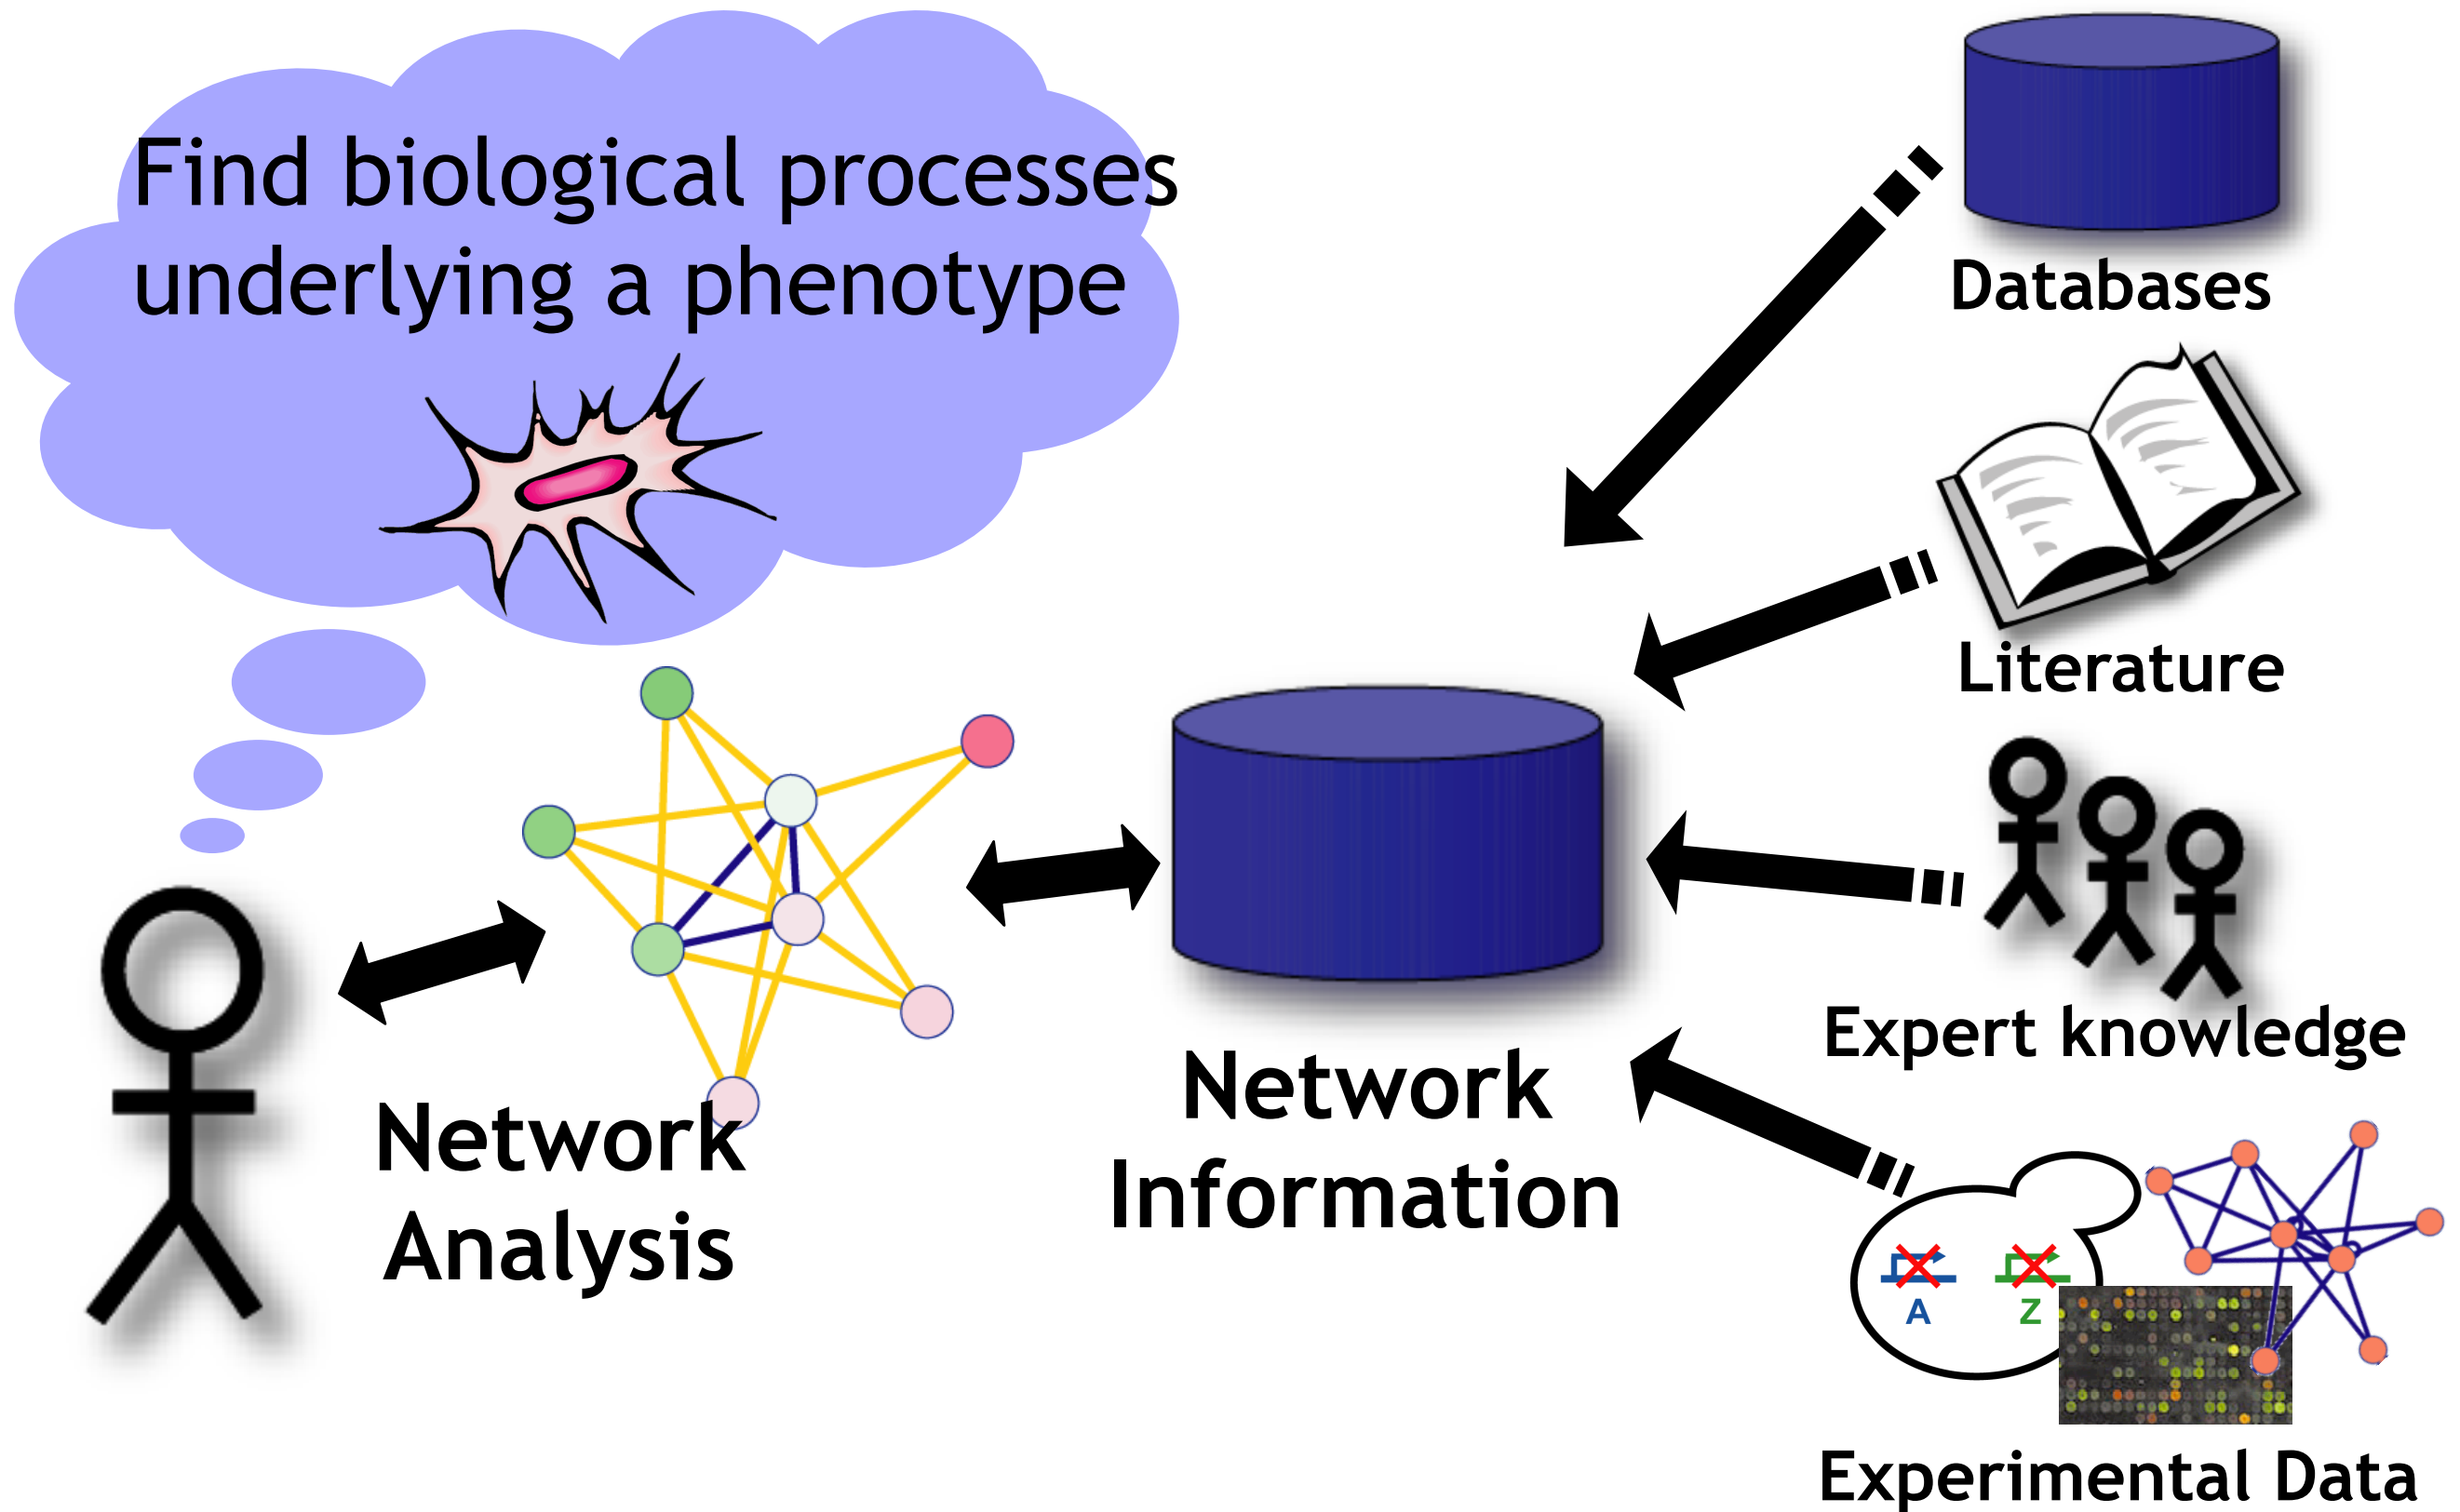 Find biological processes
underlying a phenotype
Databases
Literature
Expert knowledge
Network
Information
Network
Analysis
A
Z
Experimental Data